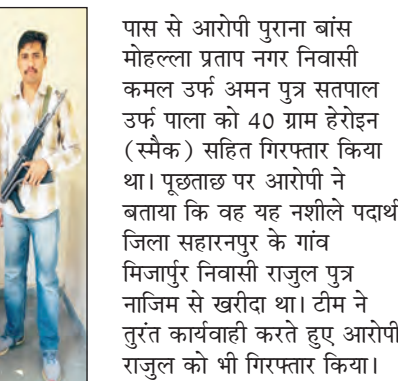 पास से आरोपी पुराना बांस
मोहल्ला प्रताप नगर निवासी
कमल उर्फ अमन पुत्र सतपाल
उर्फ पाला को 40 ग्राम हेरोइन
(स्मैक) सहित गिरफ्तार किया
था। पूछताछ पर आरोपी ने
बताया कि वह यह नशीले पदार्थ
जिला सहारनपुर के गांव
मिजार्पुर निवासी राजुल पुत्र
नाजिम से खरीदा था। टीम ने
तुरंत कार्यवाही करते हुए आरोपी
राजुल को भी गिरफ्तार किया।